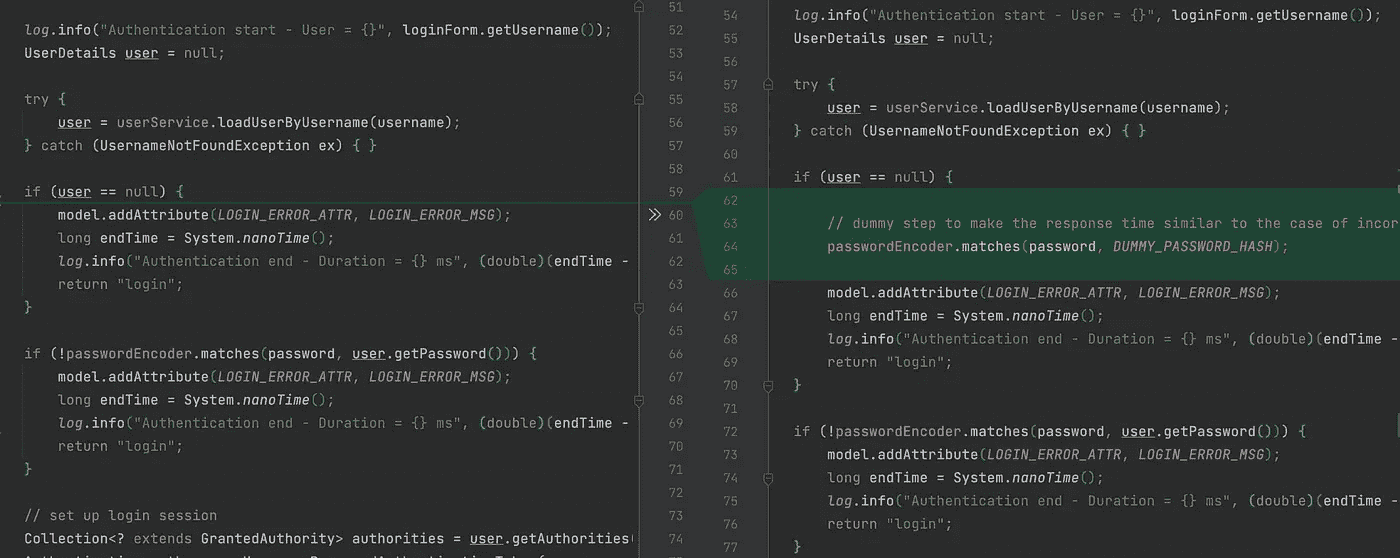 log.info("Authentication start - User = {}", loginForm.getUsername());
UserDetails user = null;
try {
user = userService.loadUserByUsername(username);
} catch (UsernameNotFoundException ex) { }
if (user == null) {
model.addAttribute(LOGIN_ERROR_ATTR, LOGIN_ERROR_MSG);
long endTime = System.nanoTime();
log.info("Authentication end - Duration = {} ms", (double)(endTime -
return "login";
}
if (!passwordEncoder.matches(password, user.getPassword())) {
model.addAttribute(LOGIN_ERROR_ATTR, LOGIN_ERROR_MSG);
long endTime = System.nanoTime();
log.info("Authentication end - Duration = {} ms", (double)(endTime -
return "login";
}
// set up login session
Collection<? extends GrantedAuthority> authorities = user.getAuthorities(
51
52
53
54
55
56
57
58
59
60
61
62
63
64
65
66
67
68
69
70
71
72
73
74
54
55
56
57
58
59
60
61
62
63
64
65
66
67
68
69
70
71
72
73
74
75
76
77
log.info("Authentication start - User = {}", loginForm.getUsername());
UserDetails user = null;
try {
user = userService.loadUserByUsername(username);
} catch (UsernameNotFoundException ex) { }
if (user == null) {
// dummy step to make the response time similar to the case of incor
passwordEncoder.matches(password, DUMMY_PASSWORD_HASH);
model.addAttribute(LOGIN_ERROR_ATTR, LOGIN_ERROR_MSG);
long endTime = System.nanoTime();
log.info("Authentication end - Duration = {} ms", (double)(endTime -
return "login";
}
if (!passwordEncoder.matches(password, user.getPassword())) {
model.addAttribute(LOGIN_ERROR_ATTR, LOGIN_ERROR_MSG);
long endTime = System.nanoTime();
log.info("Authentication end - Duration = {} ms", (double)(endTime -
return "login";
}